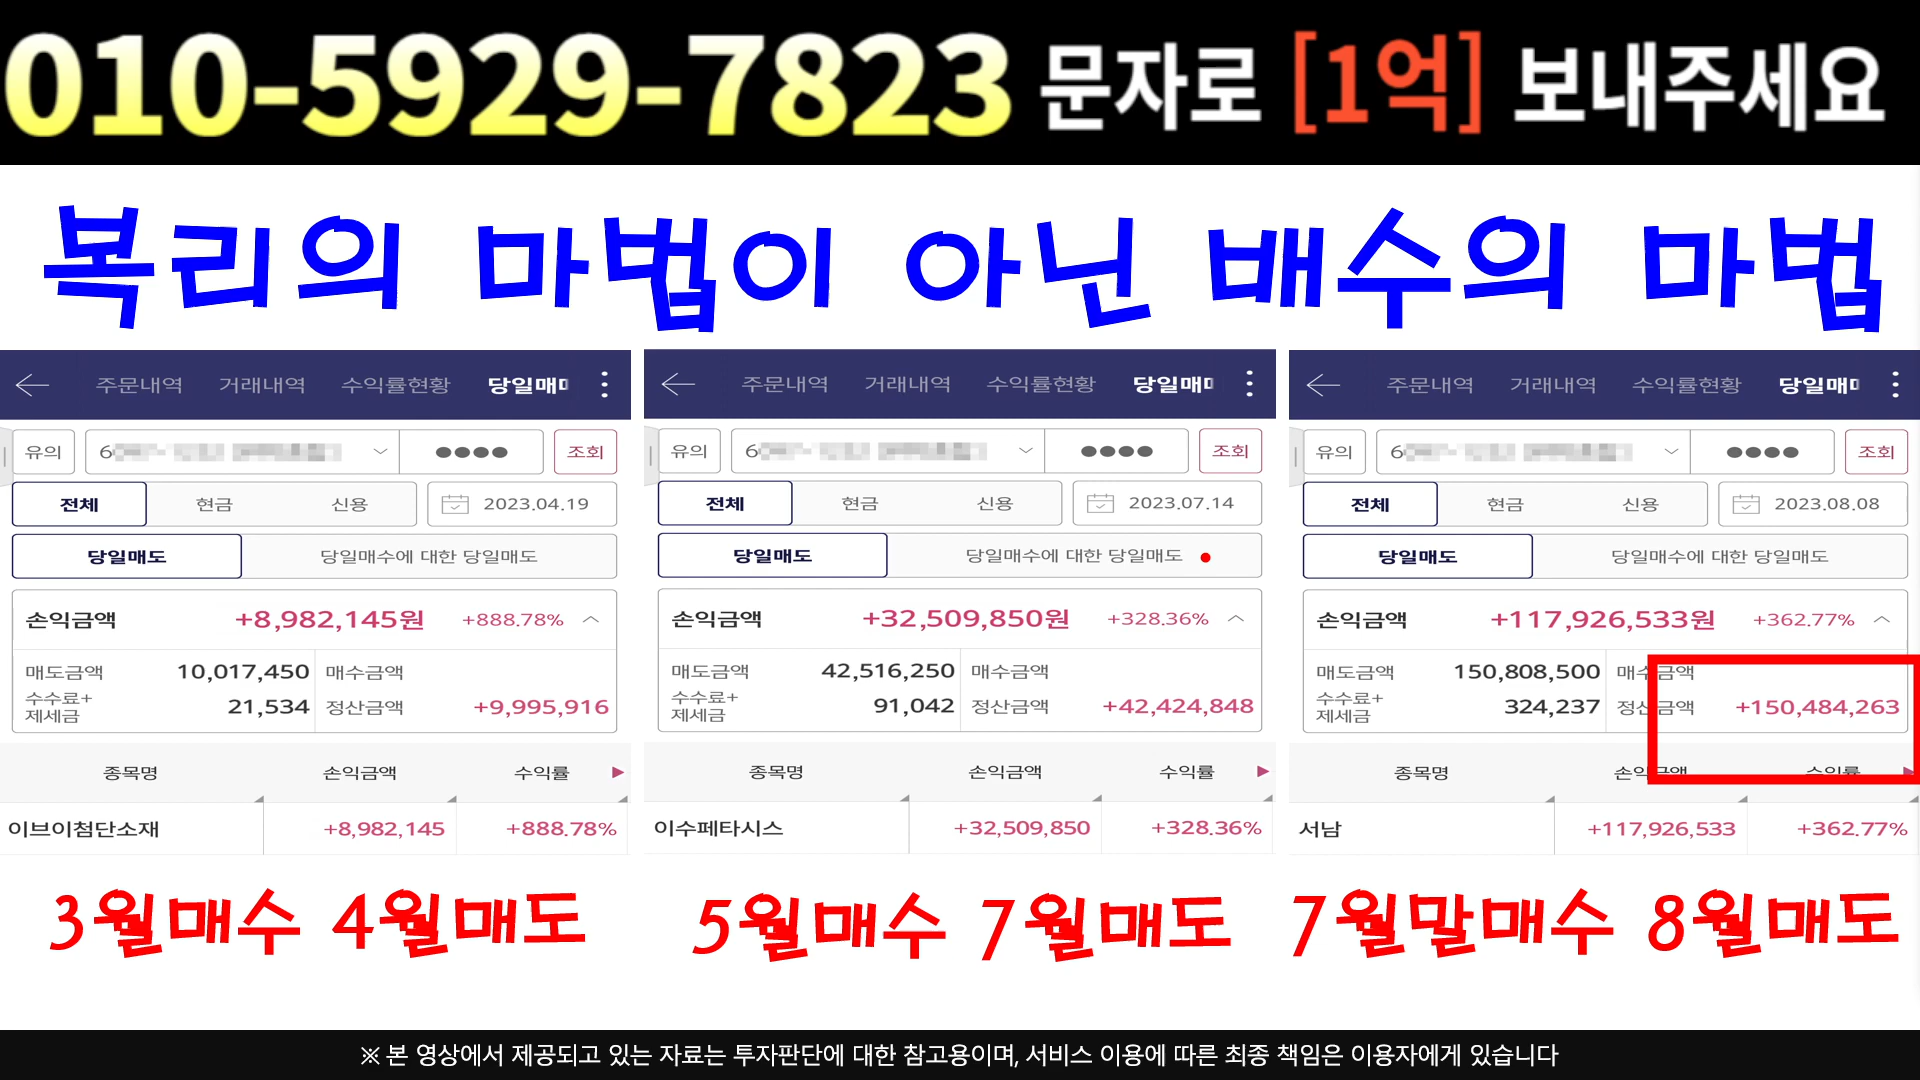 010-5929-7823 문자로 [1억] 보내주세요
복리의 마법이 아닌 배수의 마법
주문내역 거래내역 수익률현황 당일매
유의 6 ●●●● 조회
전체 현금 신용 2023.04.19
당일매도 당일매수에 대한 당일매도
손익금액 +8,982,145원 +888.78%
매도금액 10,017,450 매수금액
수수료+
제세금 21,534 정산금액 +9,995,916
종목명 손익금액 수익률
이브이첨단소재 +8,982,145 +888.78%
3월매수 4월매도
주문내역 거래내역 수익률현황 당일매
유의 6 ●●●● 조회
전체 현금 신용 2023.07.14
당일매도 당일매수에 대한 당일매도
손익금액 +32,509,850원 +328.36%
매도금액 42,516,250 매수금액
수수료+
제세금 91,042 정산금액 +42,424,848
종목명 손익금액 수익률
이수페타시스 +32,509,850 +328.36%
5월매수 7월매도
주문내역 거래내역 수익률현황 당일매
유의 6 ●●●● 조회
전체 현금 신용 2023.08.08
당일매도 당일매수에 대한 당일매도
손익금액 +117,926,533원 +362.77%
매도금액 150,808,500 매수금액
수수료+
제세금 324,237 정산금액 +150,484,263
종목명 손익금액 수익률
서남 +117,926,533 +362.77%
7월말매수 8월매도
※ 본 영상에서 제공되고 있는 자료는 투자판단에 대한 참고용이며, 서비스 이용에 따른 최종 책임은 이용자에게 있습니다